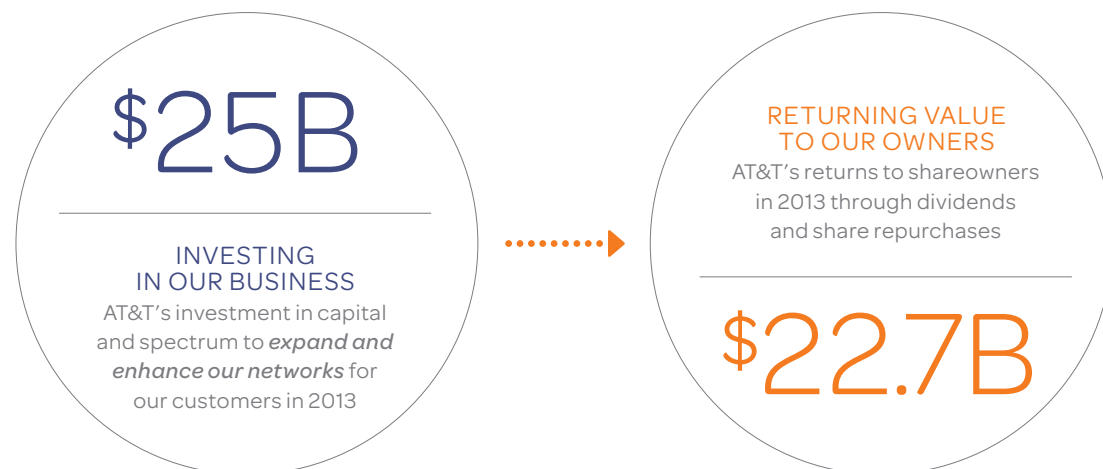 $25B
INVESTING
IN OUR BUSINESS
AT&T’s investment in capital
and spectrum to expand and
enhance our networks for
our customers in 2013
RETURNING VALUE
TO OUR OWNERS
AT&T’s returns to shareowners
in 2013 through dividends
and share repurchases
$22.7B